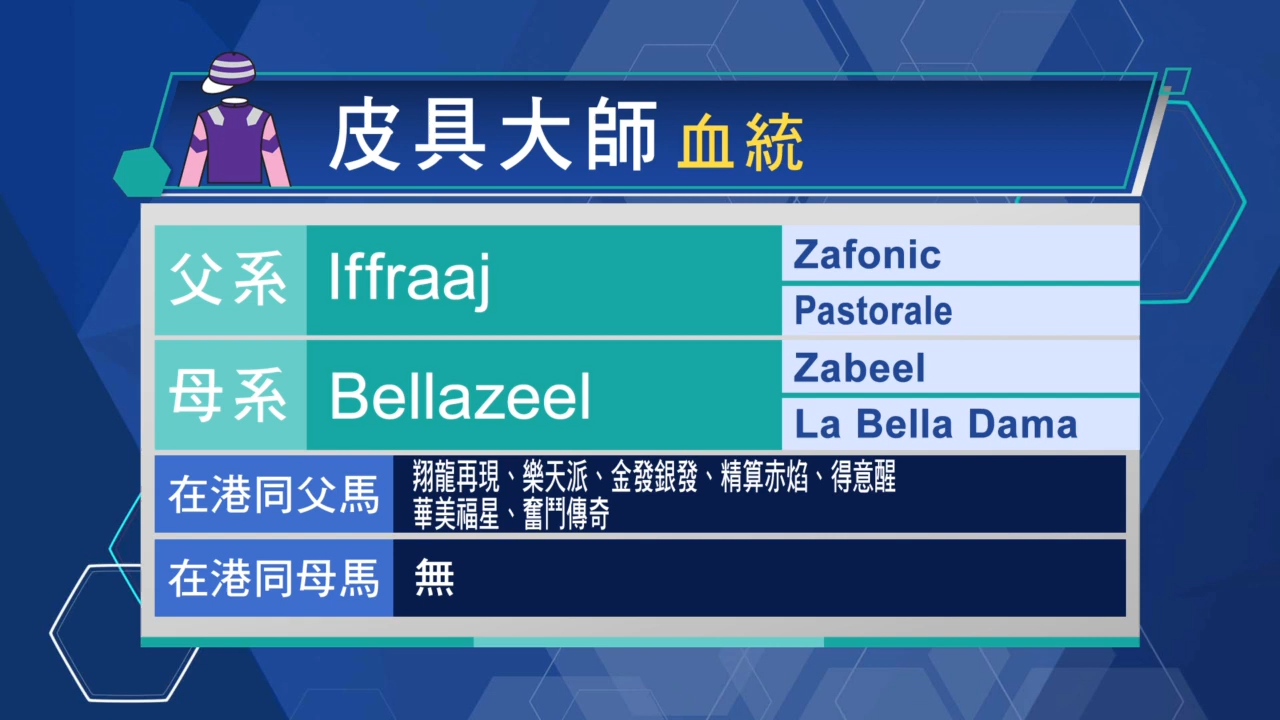 皮具大師 血統
父系 Iffraaj
Zafonic
Pastorale
母系 Bellazeel
Zabeel
La Bella Dama
在港同父馬
翔龍再現、樂天派、金發銀發、精算赤焰、得意醒
華美福星、奮鬥傳奇
在港同母馬 無